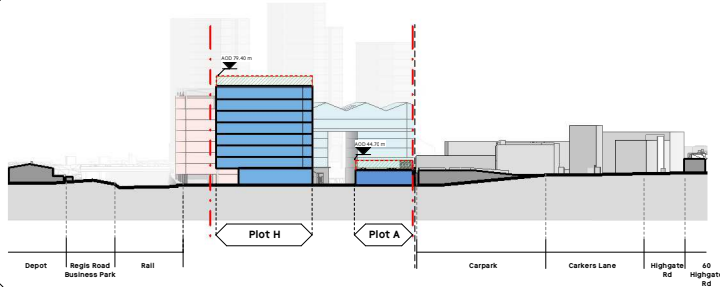 AOD 79.40 m
AOD 44.70 m
Plot H
Plot A
Depot
Regis Road
Business Park
Rail
Carpark
Carkers Lane
Highgate
Rd
60
Highgate
Rd